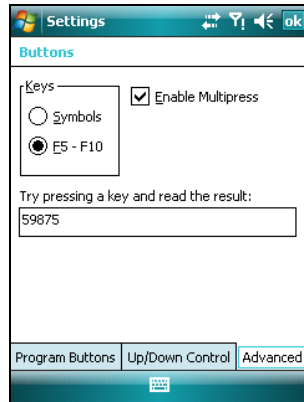 Settings ok
Buttons
Keys
Enable Multipress
Symbols
F5 - F10
Try pressing a key and read the result:
59875
Program Buttons Up/Down Control Advanced